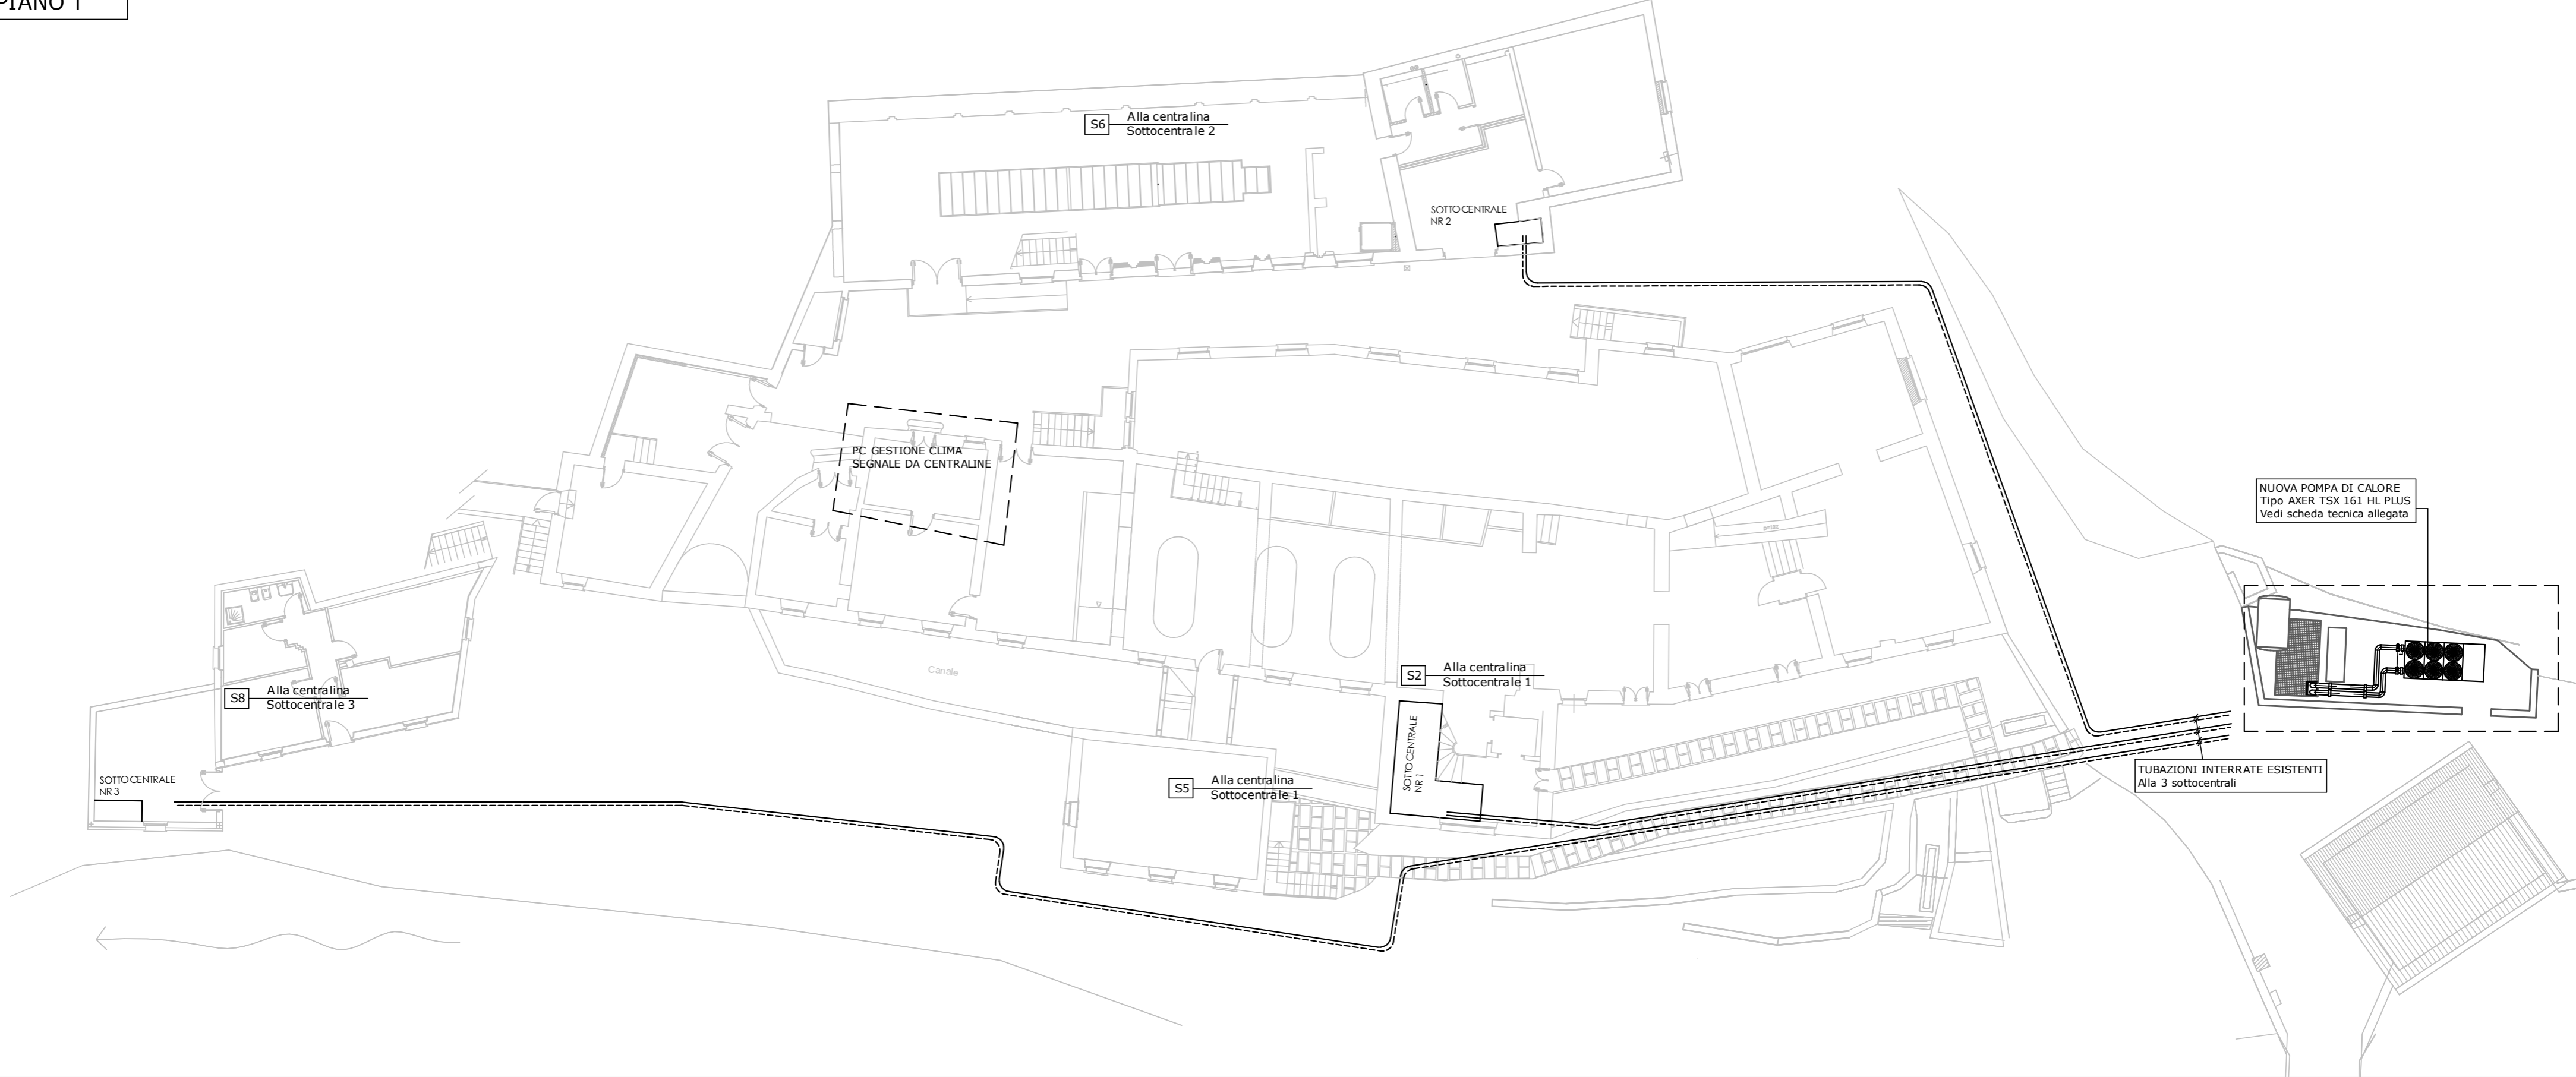 PIANO T
S6
Alla centralina
Sottocentrale 2
SOTTOCENTRALE
NR 2
PC GESTIONE CLIMA
SEGNALE DA CENTRALINE
NUOVA POMPA DI CALORE
Tipo AXER TSX 161 HL PLUS
Vedi scheda tecnica allegata
Canale
S2
Alla centralina
Sottocentrale 1
S8
Alla centralina
Sottocentrale 3
SOTTOCENTRALE
NR 1
SOTTOCENTRALE
NR 3
S5
Alla centralina
Sottocentrale 1
TUBAZIONI INTERRATE ESISTENTI
Alla 3 sottocentrali